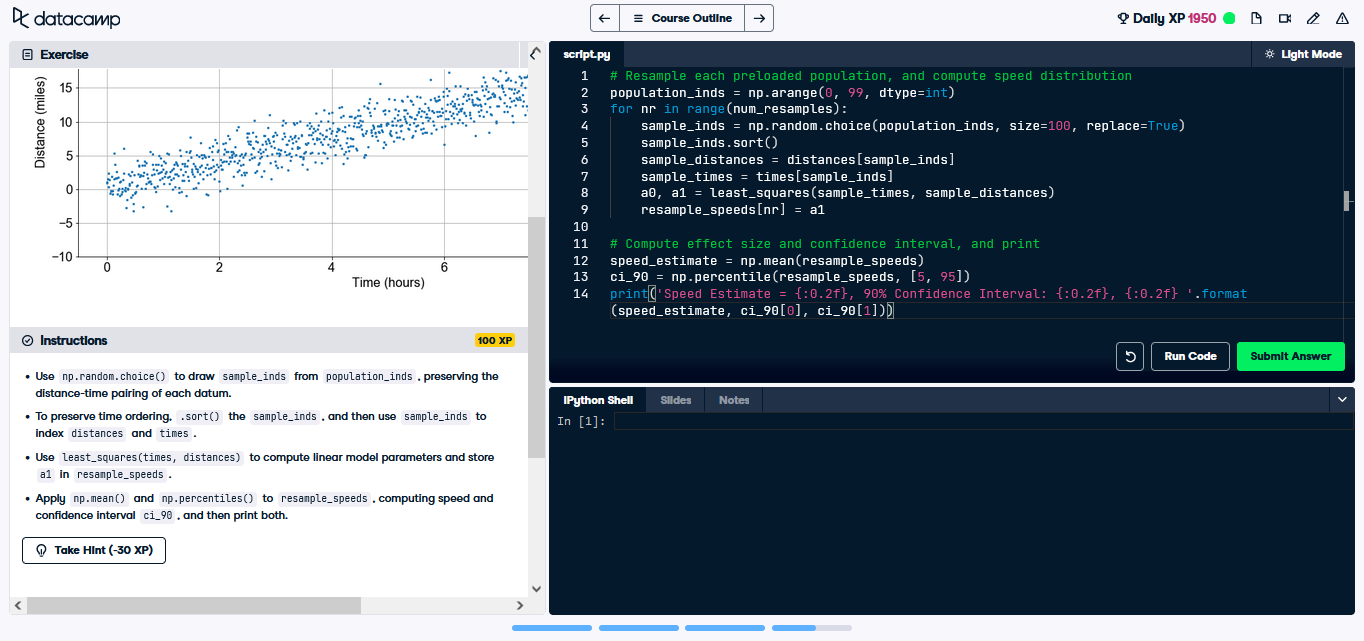 datacamp
Course Outline
Daily XP 1950
Exercise
Distance (miles)
15
10
5
0
−5
−10
0 2 4 6
Time (hours)
Instructions
100 XP
• Use np.random.choice() to draw sample_inds from population_inds, preserving the
distance-time pairing of each datum.
• To preserve time ordering, .sort() the sample_inds, and then use sample_inds to
index distances and times.
• Use least_squares(times, distances) to compute linear model parameters and store
a1 in resample_speeds.
• Apply np.mean() and np.percentiles() to resample_speeds, computing speed and
confidence interval ci_90, and then print both.
Take Hint (-30 XP)
script.py
Light Mode
1 # Resample each preloaded population, and compute speed distribution
2 population_inds = np.arange(0, 99, dtype=int)
3 for nr in range(num_resamples):
4     sample_inds = np.random.choice(population_inds, size=100, replace=True)
5     sample_inds.sort()
6     sample_distances = distances[sample_inds]
7     sample_times = times[sample_inds]
8     a0, a1 = least_squares(sample_times, sample_distances)
9     resample_speeds[nr] = a1
10
11 # Compute effect size and confidence interval, and print
12 speed_estimate = np.mean(resample_speeds)
13 ci_90 = np.percentile(resample_speeds, [5, 95])
14 print('Speed Estimate = {:0.2f}, 90% Confidence Interval: {:0.2f}, {:0.2f} '.format
(speed_estimate, ci_90[0], ci_90[1]))
Run Code
Submit Answer
IPython Shell
Slides
Notes
In [1]: